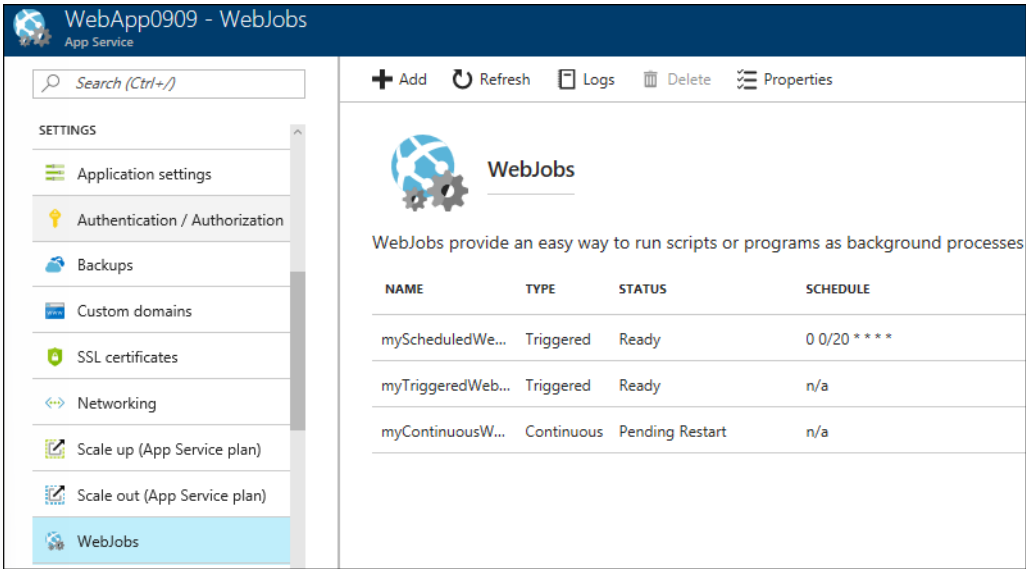 WebApp0909 - WebJobs
App Service
Search (Ctrl+/)
SETTINGS
Application settings
Authentication / Authorization
Backups
Custom domains
SSL certificates
Networking
Scale up (App Service plan)
Scale out (App Service plan)
WebJobs
Add Refresh Logs Delete Properties
WebJobs
WebJobs provide an easy way to run scripts or programs as background processes
NAME TYPE STATUS SCHEDULE
myScheduledWe... Triggered Ready 0 0/20 * * * *
myTriggeredWeb... Triggered Ready n/a
myContinuousW... Continuous Pending Restart n/a